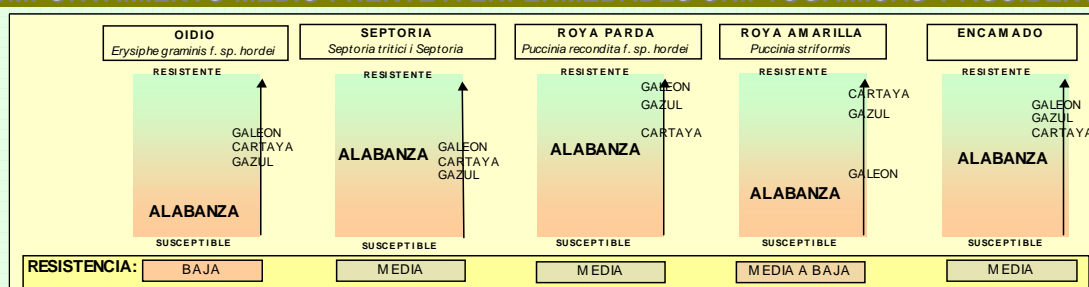 OIDIO
Erysiphe graminis f. sp. hordei
RESISTENTE
GALEON
CARTAYA
GAZUL
ALABANZA
SUSCEPTIBLE
SEPTORIA
Septoria tritici i Septoria
RESISTENTE
ALABANZA
GALEON
CARTAYA
GAZUL
SUSCEPTIBLE
ROYA PARDA
Puccinia recondita f. sp. hordei
RESISTENTE
GALEON
GAZUL
CARTAYA
ALABANZA
SUSCEPTIBLE
ROYA AMARILLA
Puccinia striformis
RESISTENTE
CARTAYA
GAZUL
GALEON
ALABANZA
SUSCEPTIBLE
ENCAMADO
RESISTENTE
GALEON
GAZUL
CARTAYA
ALABANZA
SUSCEPTIBLE
RESISTENCIA: BAJA MEDIA MEDIA MEDIA A BAJA MEDIA